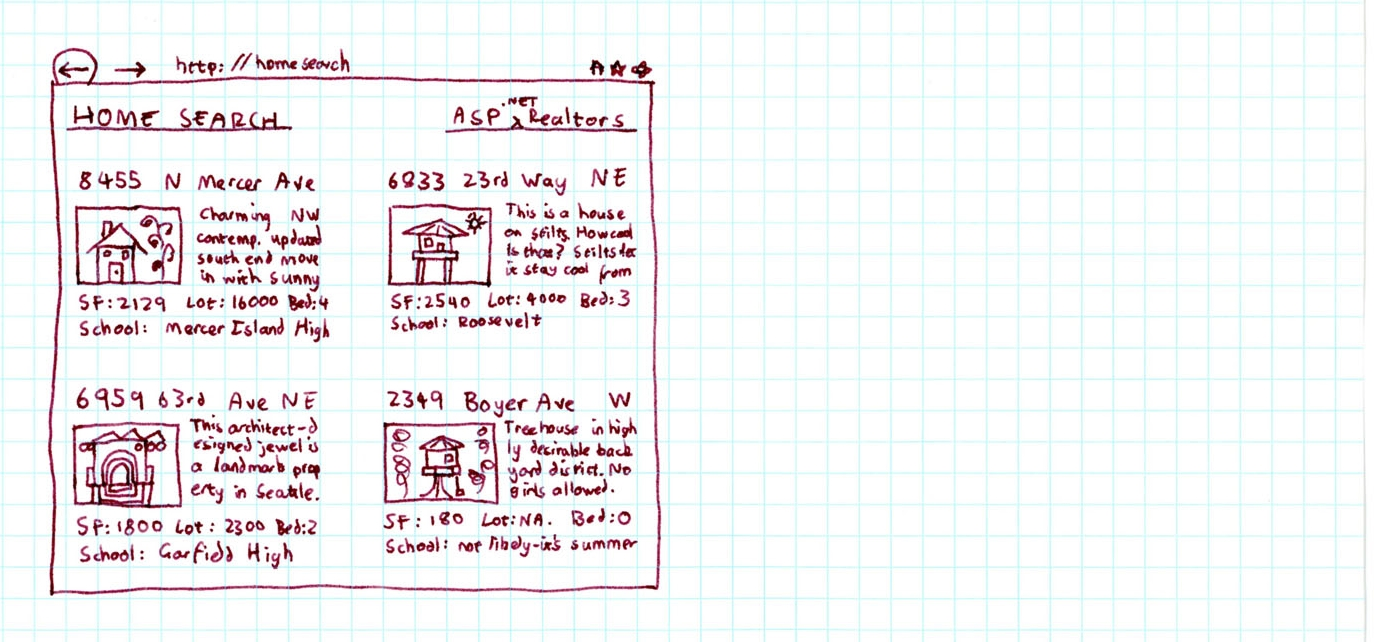 http://homesearch
HOME SEARCH
ASP .NET Realtors
8455 N Mercer Ave
Charming NW
contemp. updated
south end move
in with sunny
SF:2129 Lot: 16000 Bed:4
School: Mercer Island High
6833 23rd Way NE
This is a house
on stilts. How cool
is that? Stilts let
it stay cool from
SF:2540 Lot: 4000 Bed:3
School: Roosevelt
6959 63rd Ave NE
This architect-d
esigned jewel is
a landmark prop
erty in Seattle.
SF:1800 Lot: 2300 Bed:2
School: Garfield High
2349 Boyer Ave W
Treehouse in high
ly desirable back
yard district. No
girls allowed.
SF: 180 Lot:NA. Bed:0
School: not likely-it's summer